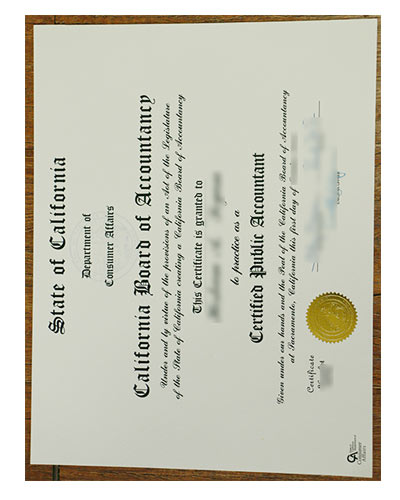 State of California
Department of
Consumer Affairs
California Board of Accountancy
Under and by virtue of the provisions of an Act of the Legislature
of the State of California creating a California Board of Accountancy
This Certificate is granted to
to practice as a
Certified Public Accountant
Given under our hands and the Seal of the California Board of Accountancy
at Sacramento, California this first day of
Certificate